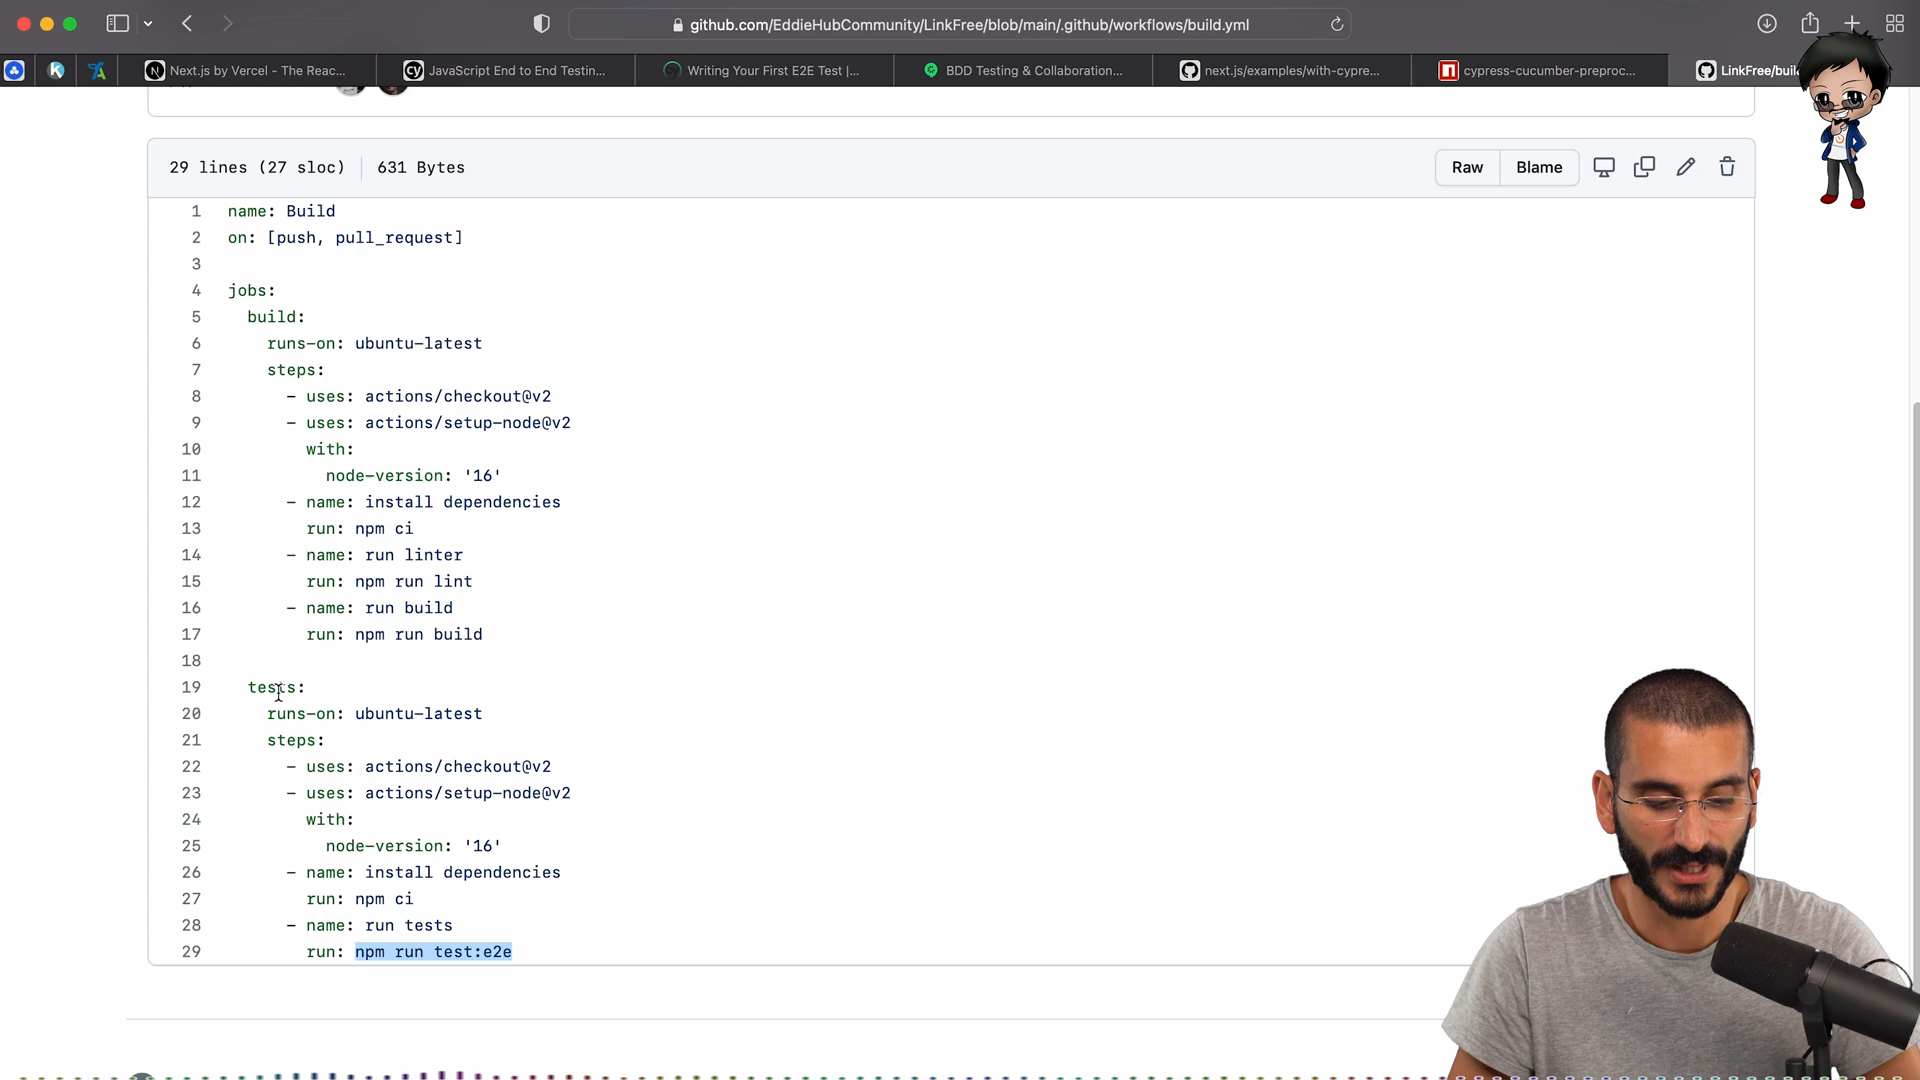 github.com/EddieHubCommunity/LinkFree/blob/main/.github/workflows/build.yml
Next.js by Vercel - The Reac...
JavaScript End to End Testin...
Writing Your First E2E Test |...
BDD Testing & Collaboration...
next.js/examples/with-cypre...
cypress-cucumber-preproc...
LinkFree/buil
29 lines (27 sloc)
631 Bytes
Raw
Blame
1 name: Build
2 on: [push, pull_request]
3
4 jobs:
5 build:
6 runs-on: ubuntu-latest
7 steps:
8 - uses: actions/checkout@v2
9 - uses: actions/setup-node@v2
10 with:
11 node-version: '16'
12 - name: install dependencies
13 run: npm ci
14 - name: run linter
15 run: npm run lint
16 - name: run build
17 run: npm run build
18
19 tests:
20 runs-on: ubuntu-latest
21 steps:
22 - uses: actions/checkout@v2
23 - uses: actions/setup-node@v2
24 with:
25 node-version: '16'
26 - name: install dependencies
27 run: npm ci
28 - name: run tests
29 run: npm run test:e2e